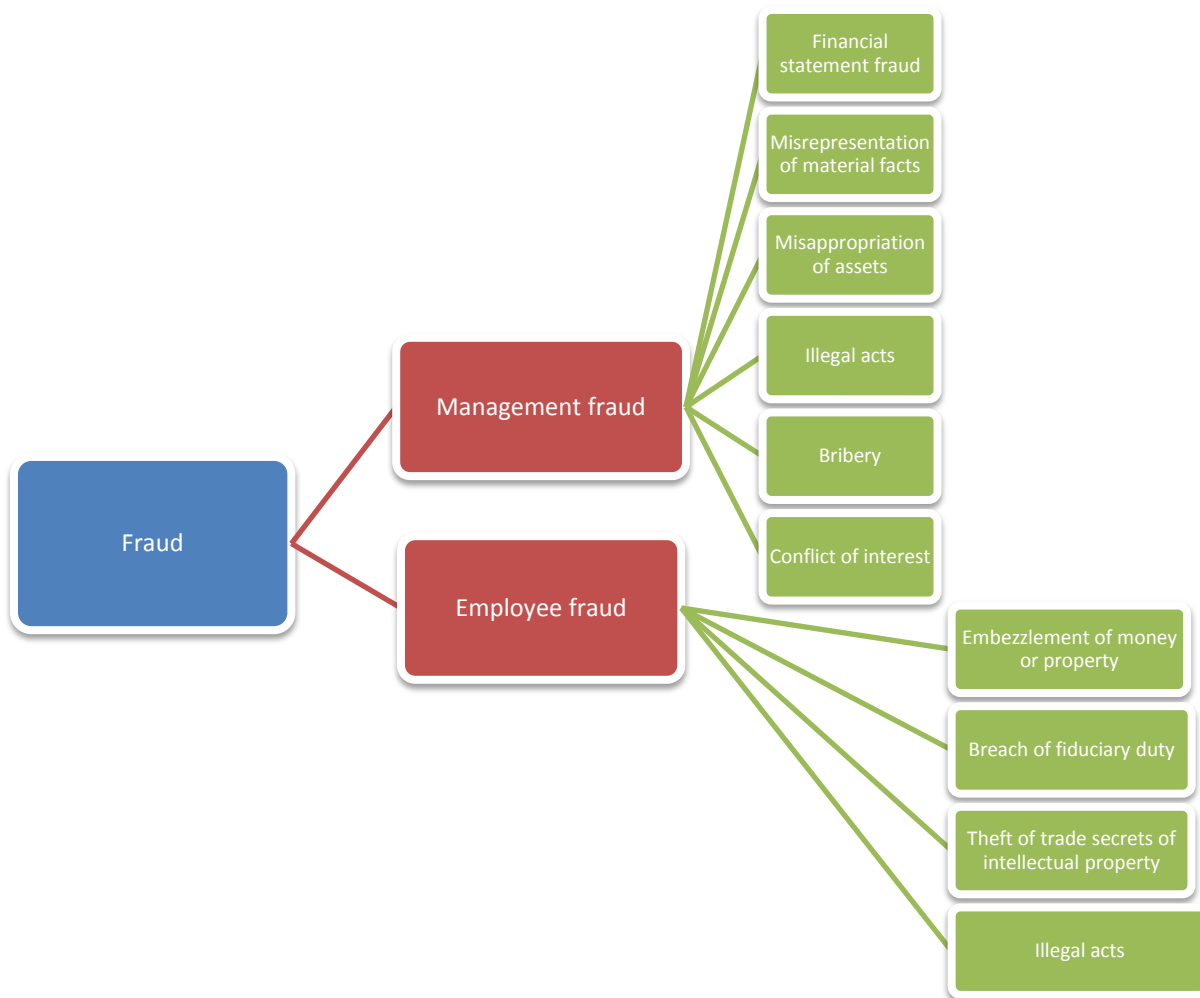 Fraud
Management fraud
Financial
statement fraud
Misrepresentation
of material facts
Misappropriation
of assets
Illegal acts
Bribery
Conflict of interest
Employee fraud
Embezzlement of money
or property
Breach of fiduciary duty
Theft of trade secrets of
intellectual property
Illegal acts